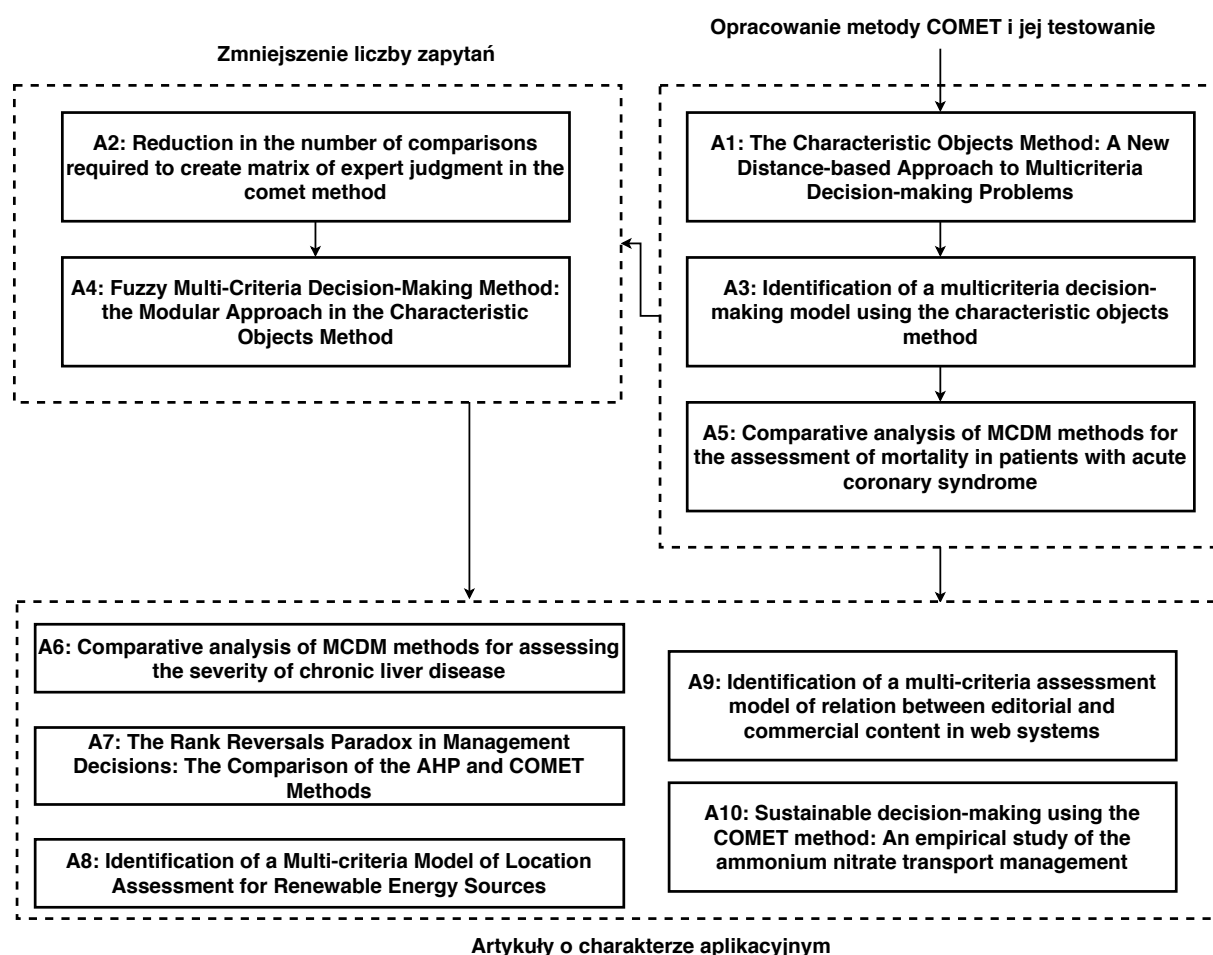 Opracowanie metody COMET i jej testowanie
Zmniejszenie liczby zapytań
A2: Reduction in the number of comparisons
required to create matrix of expert judgment in the
comet method
A4: Fuzzy Multi-Criteria Decision-Making Method:
the Modular Approach in the Characteristic
Objects Method
A1: The Characteristic Objects Method: A New
Distance-based Approach to Multicriteria
Decision-making Problems
A3: Identification of a multicriteria decision-
making model using the characteristic objects
method
A5: Comparative analysis of MCDM methods for
the assessment of mortality in patients with acute
coronary syndrome
A6: Comparative analysis of MCDM methods for assessing
the severity of chronic liver disease
A7: The Rank Reversals Paradox in Management
Decisions: The Comparison of the AHP and COMET
Methods
A8: Identification of a Multi-criteria Model of Location
Assessment for Renewable Energy Sources
A9: Identification of a multi-criteria assessment
model of relation between editorial and
commercial content in web systems
A10: Sustainable decision-making using the
COMET method: An empirical study of the
ammonium nitrate transport management
Artykuły o charakterze aplikacyjnym